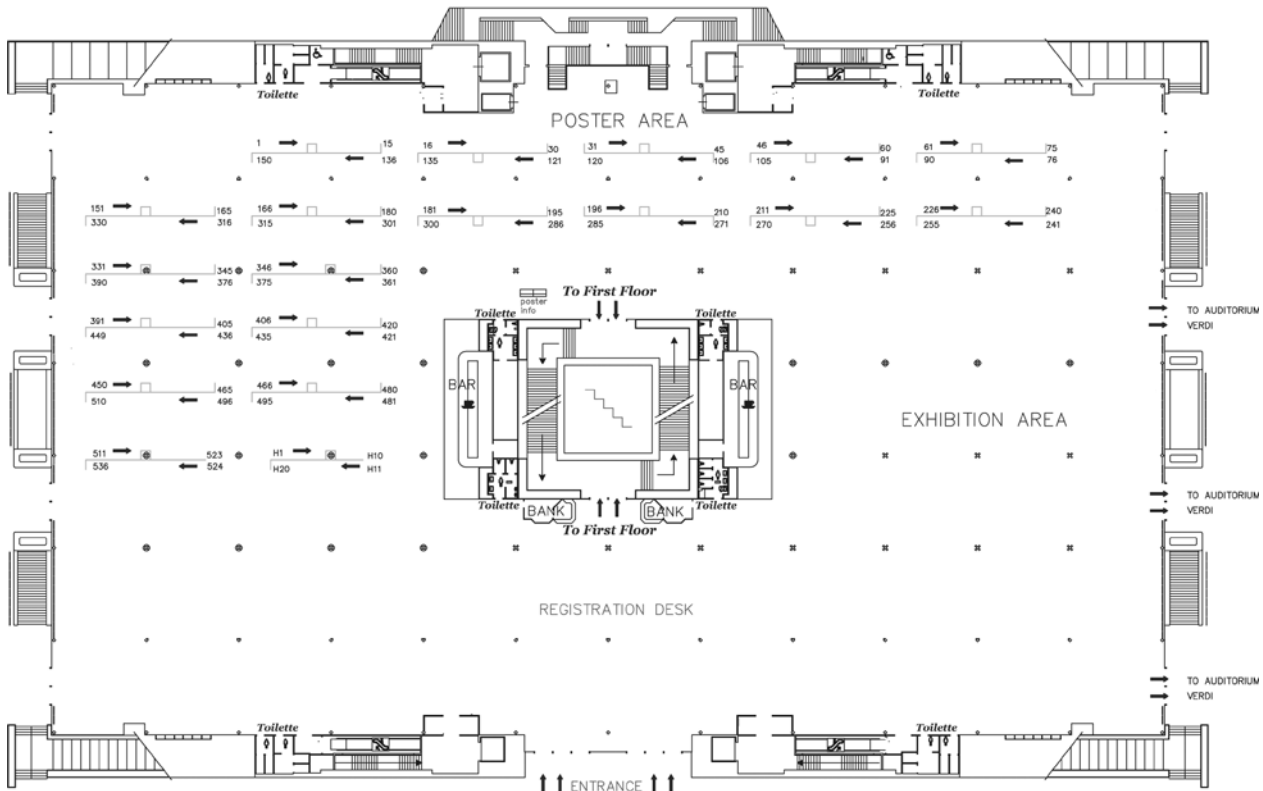 Toilette
Toilette
POSTER AREA
1 15 16 30 31 45 46 60 61 75
150 136 135 121 120 106 105 91 90 76
151 165 166 180 181 195 196 210 211 225 226 240
330 316 315 301 300 286 285 271 270 256 255 241
331 345 346 360
390 376 375 361
To First Floor
poster
info
TO AUDITORIUM
VERDI
Toilette Toilette
391 405 406 420
449 436 435 421
450 465 466 480
510 496 495 481
BAR BAR
EXHIBITION AREA
511 523 H1 H10
536 524 H20 H11
TO AUDITORIUM
VERDI
Toilette Toilette
BANK BANK
To First Floor
REGISTRATION DESK
TO AUDITORIUM
VERDI
Toilette Toilette
ENTRANCE